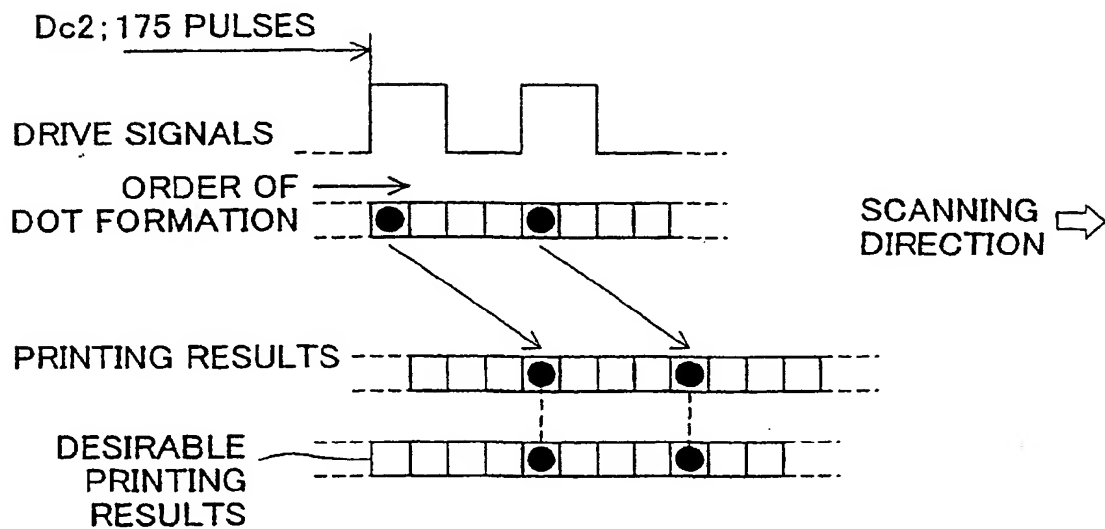 Dc2; 175 PULSES
DRIVE SIGNALS
ORDER OF
DOT FORMATION
SCANNING
DIRECTION
PRINTING RESULTS
DESIRABLE
PRINTING
RESULTS